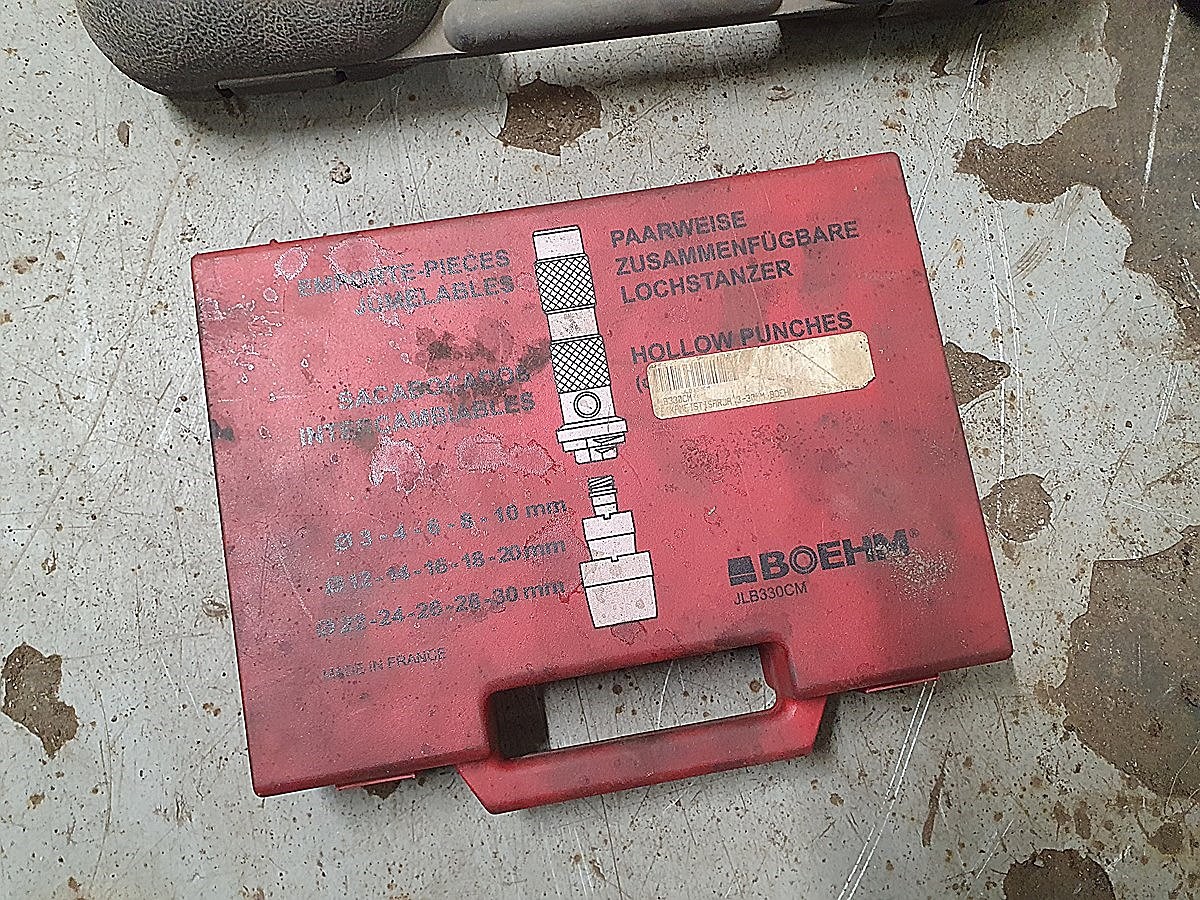 EMPORTE-PIECES
JUMELABLES
SACABOCADOS
INTERCAMBIABLES
Ø 3 - 4 - 6 - 8 - 10 mm
Ø 12 - 14 - 16 - 18 - 20 mm
Ø 22 - 24 - 26 - 28 - 30 mm
MADE IN FRANCE
PAARWEISE
ZUSAMMENFÜGBARE
LOCHSTANZER
HOLLOW PUNCHES
BOEHM®
JLB330CM